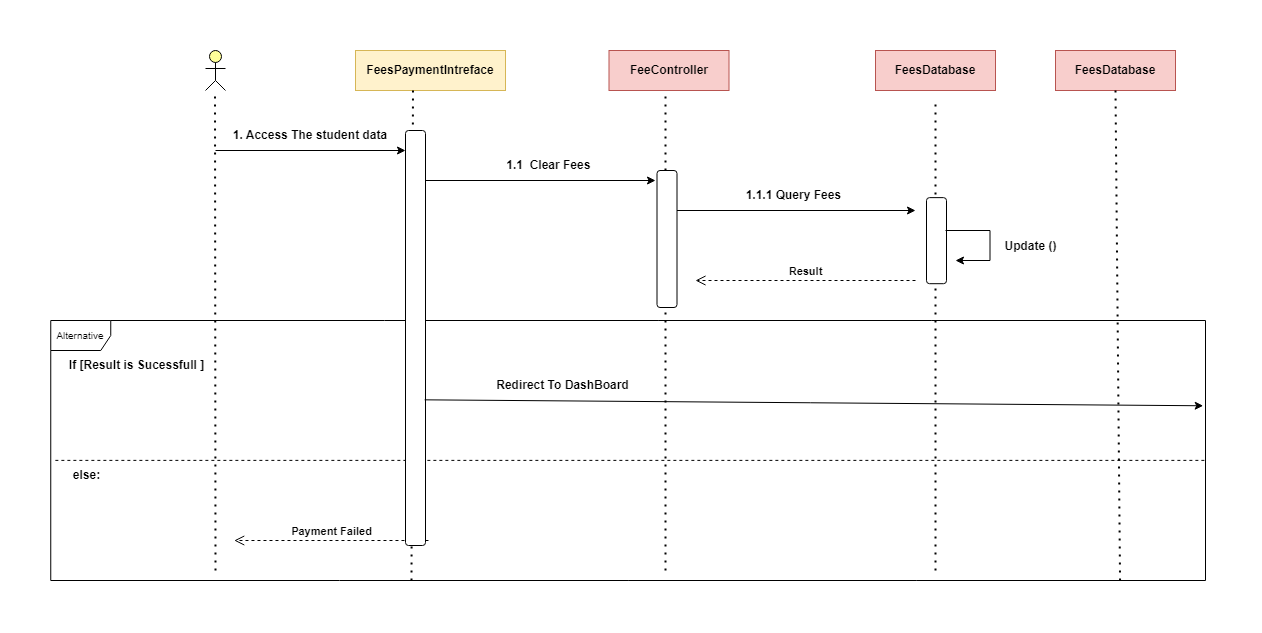 FeesPaymentIntreface
FeeController
FeesDatabase
FeesDatabase
1. Access The student data
1.1 Clear Fees
1.1.1 Query Fees
Update ()
Result
Alternative
If [Result is Sucessfull ]
Redirect To DashBoard
else:
Payment Failed